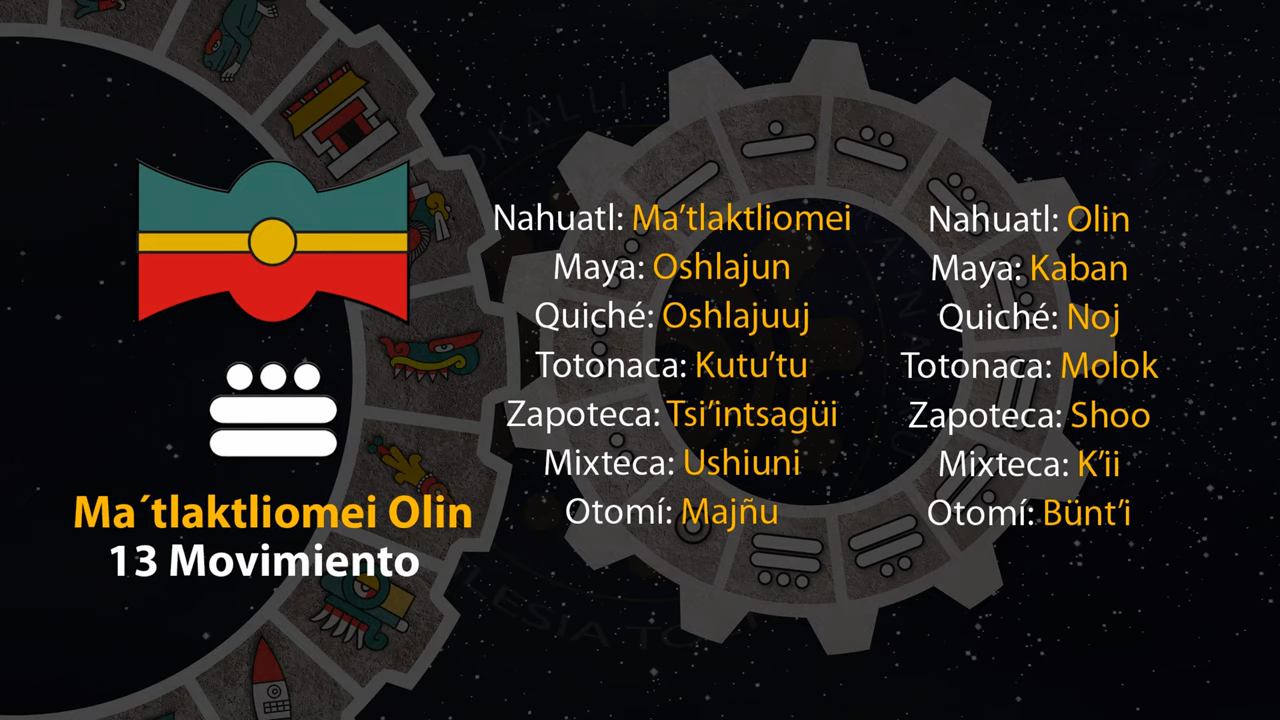 Nahuatl: Ma’tlaktliomei
Maya: Oshlajun
Quiché: Oshlajuuj
Totonaca: Kutu’tu
Zapoteca: Tsi’intsagüi
Mixteca: Ushiuni
Otomí: Majñu
Nahuatl: Olin
Maya: Kaban
Quiché: Noj
Totonaca: Molok
Zapoteca: Shoo
Mixteca: K’ii
Otomí: Bünt’i
Ma´tlaktliomei Olin
13 Movimiento